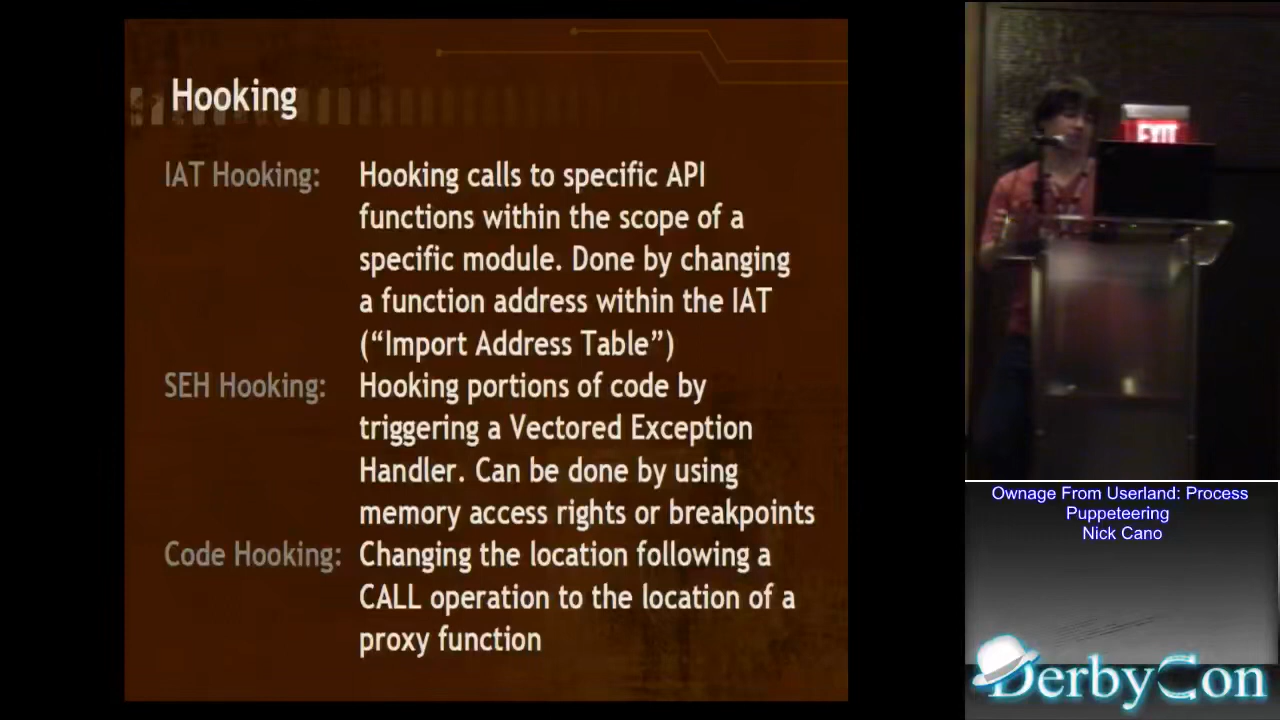 Hooking
IAT Hooking: Hooking calls to specific API
functions within the scope of a
specific module. Done by changing
a function address within the IAT
(“Import Address Table”)
SEH Hooking: Hooking portions of code by
triggering a Vectored Exception
Handler. Can be done by using
memory access rights or breakpoints
Code Hooking: Changing the location following a
CALL operation to the location of a
proxy function
EXIT
Ownage From Userland: Process
Puppeteering
Nick Cano
DerbyCon